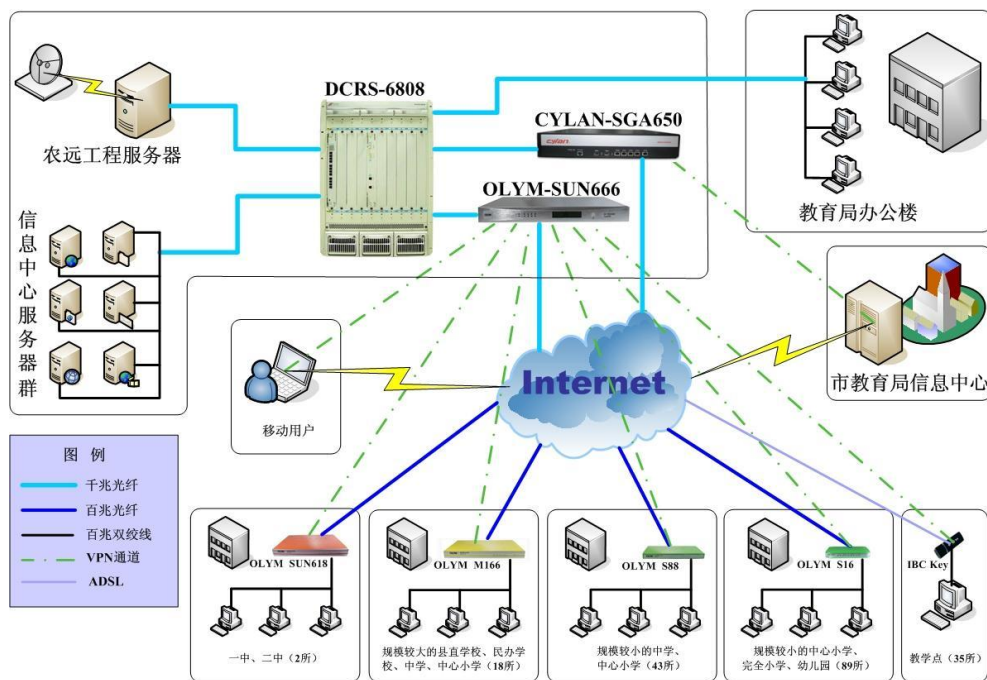 DCRS-6808
CYLAN-SGA650
cylan
OLYM-SUN666
农远工程服务器
教育局办公楼
信息中心服务器群
Internet
市教育局信息中心
移动用户
图 例
千兆光纤
百兆光纤
百兆双绞线
VPN通道
ADSL
OLYM SUN618
OLYM M166
OLYM S88
OLYM S16
IBC Key
一中、二中（2所）
规模较大的县直学校、民办学
校、中学、中心小学（18所）
规模较小的中学、
中心小学（43所）
规模较小的中心小学、
完全小学、幼儿园（89所）
教学点（35所）